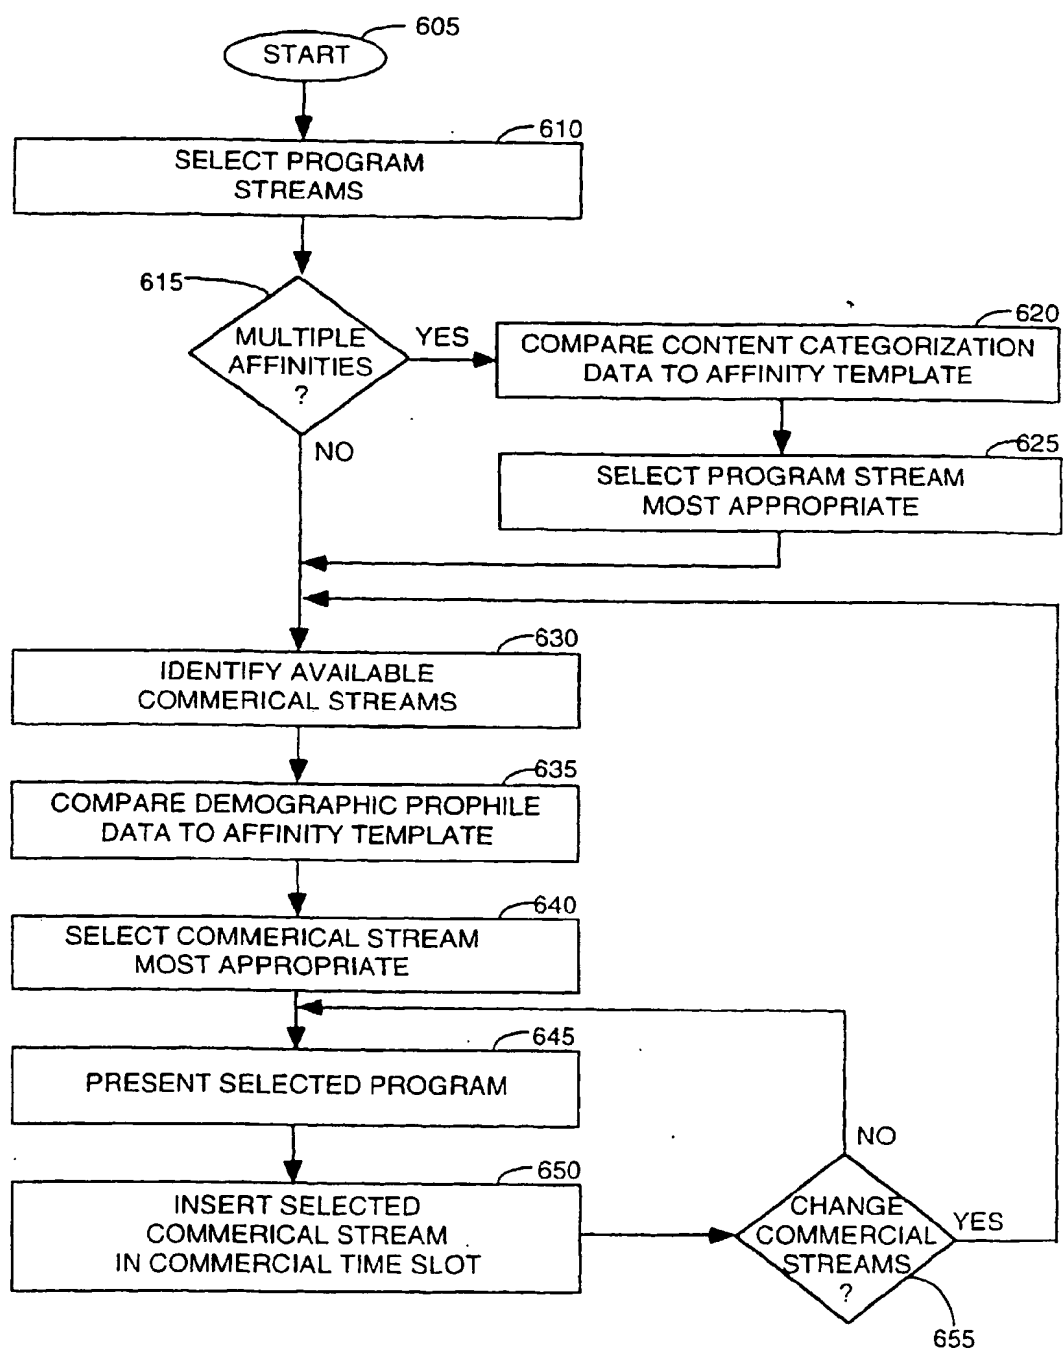 605
START
610
SELECT PROGRAM
STREAMS
615
MULTIPLE
AFFINITIES
?
YES
NO
620
COMPARE CONTENT CATEGORIZATION
DATA TO AFFINITY TEMPLATE
625
SELECT PROGRAM STREAM
MOST APPROPRIATE
630
IDENTIFY AVAILABLE
COMMERICAL STREAMS
635
COMPARE DEMOGRAPHIC PROPHILE
DATA TO AFFINITY TEMPLATE
640
SELECT COMMERICAL STREAM
MOST APPROPRIATE
645
PRESENT SELECTED PROGRAM
650
INSERT SELECTED
COMMERICAL STREAM
IN COMMERCIAL TIME SLOT
NO
CHANGE
COMMERCIAL
STREAMS
?
YES
655